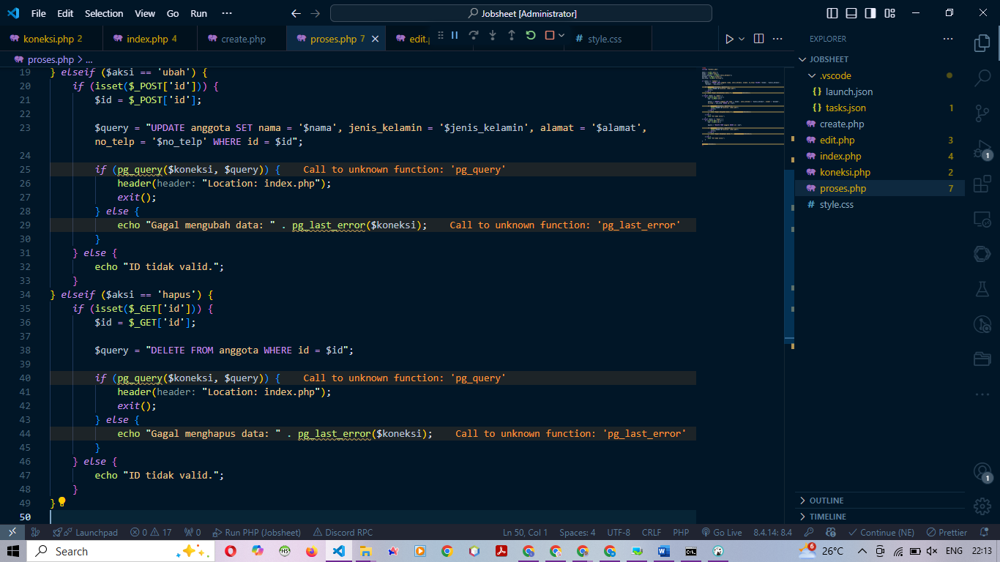 File Edit Selection View Go Run ··· Jobsheet [Administrator]
koneksi.php 2 index.php 4 create.php proses.php 7 edit.p style.css
proses.php > ...
19 } elseif ($aksi == 'ubah') {
20 if (isset($_POST['id'])) {
21 $id = $_POST['id'];
22
23 $query = "UPDATE anggota SET nama = '$nama', jenis_kelamin = '$jenis_kelamin', alamat = '$alamat',
no_telp = '$no_telp' WHERE id = $id";
24
25 if (pg_query($koneksi, $query)) { Call to unknown function: 'pg_query'
26 header(header: "Location: index.php");
27 exit();
28 } else {
29 echo "Gagal mengubah data: " . pg_last_error($koneksi); Call to unknown function: 'pg_last_error'
30 }
31 } else {
32 echo "ID tidak valid.";
33 }
34 } elseif ($aksi == 'hapus') {
35 if (isset($_GET['id'])) {
36 $id = $_GET['id'];
37
38 $query = "DELETE FROM anggota WHERE id = $id";
39
40 if (pg_query($koneksi, $query)) { Call to unknown function: 'pg_query'
41 header(header: "Location: index.php");
42 exit();
43 } else {
44 echo "Gagal menghapus data: " . pg_last_error($koneksi); Call to unknown function: 'pg_last_error'
45 }
46 } else {
47 echo "ID tidak valid.";
48 }
49 }
50
EXPLORER ···
JOBSHEET
.vscode
{} launch.json
{} tasks.json 1
create.php
edit.php 3
index.php 4
koneksi.php 2
proses.php 7
# style.css
OUTLINE
TIMELINE
1
1
Launchpad 0 17 0 Run PHP (Jobsheet) Discord RPC Ln 50, Col 1 Spaces: 4 UTF-8 CRLF PHP Go Live 8.4.14: 8.4 Continue (NE) Prettier
Search 6 26°C ENG 22:13